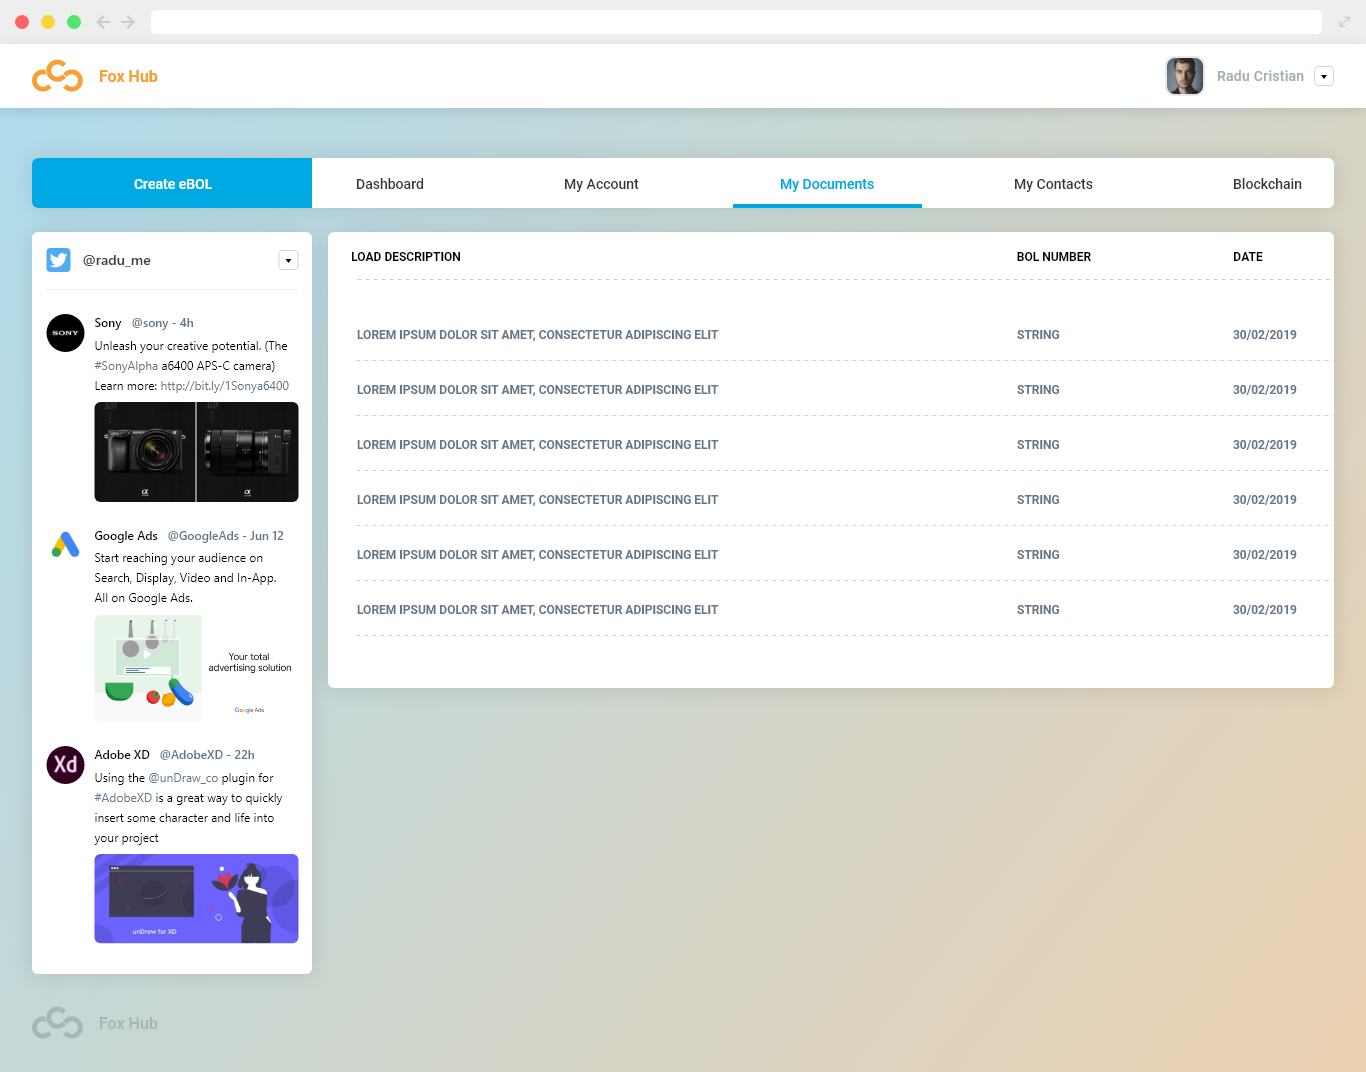 Fox Hub
Radu Cristian
Create eBOL
Dashboard
My Account
My Documents
My Contacts
Blockchain
@radu_me
SONY
Sony @sony - 4h
Unleash your creative potential. (The
#SonyAlpha a6400 APS-C camera)
Learn more: http://bit.ly/1Sonya6400
Google Ads @GoogleAds - Jun 12
Start reaching your audience on
Search, Display, Video and In-App.
All on Google Ads.
Your total
advertising solution
Google Ads
Xd
Adobe XD @AdobeXD - 22h
Using the @unDraw_co plugin for
#AdobeXD is a great way to quickly
insert some character and life into
your project
unDraw for XD
LOAD DESCRIPTION BOL NUMBER DATE
LOREM IPSUM DOLOR SIT AMET, CONSECTETUR ADIPISCING ELIT STRING 30/02/2019
LOREM IPSUM DOLOR SIT AMET, CONSECTETUR ADIPISCING ELIT STRING 30/02/2019
LOREM IPSUM DOLOR SIT AMET, CONSECTETUR ADIPISCING ELIT STRING 30/02/2019
LOREM IPSUM DOLOR SIT AMET, CONSECTETUR ADIPISCING ELIT STRING 30/02/2019
LOREM IPSUM DOLOR SIT AMET, CONSECTETUR ADIPISCING ELIT STRING 30/02/2019
LOREM IPSUM DOLOR SIT AMET, CONSECTETUR ADIPISCING ELIT STRING 30/02/2019
Fox Hub